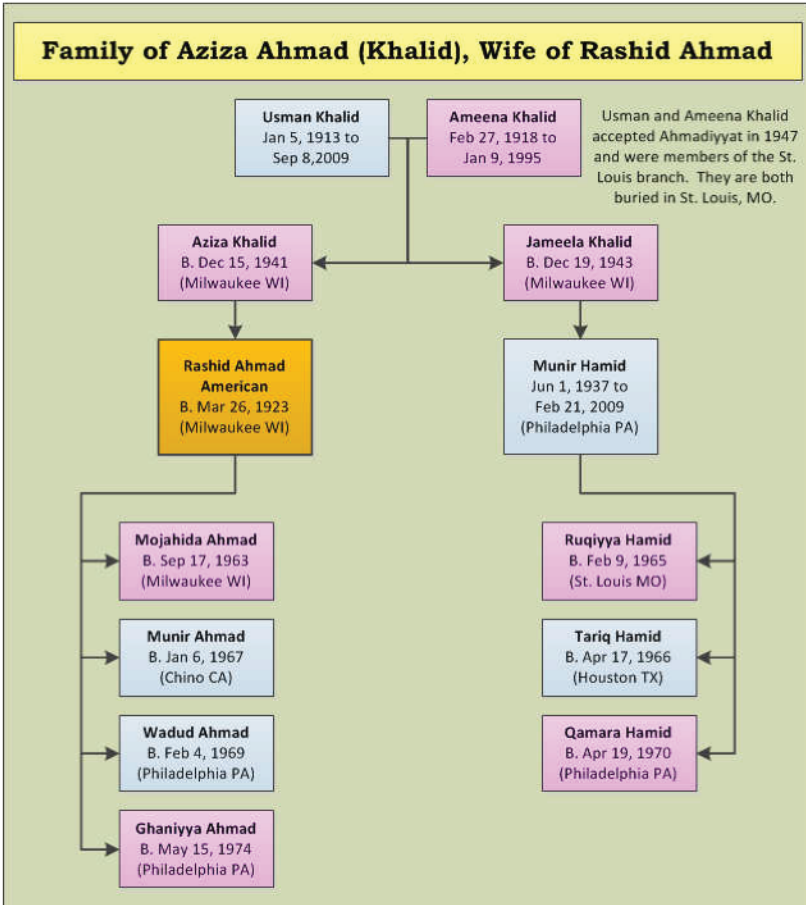 Family of Aziza Ahmad (Khalid), Wife of Rashid Ahmad
Usman Khalid
Jan 5, 1913 to
Sep 8,2009
Ameena Khalid
Feb 27, 1918 to
Jan 9, 1995
Usman and Ameena Khalid
accepted Ahmadiyyat in 1947
and were members of the St.
Louis branch. They are both
buried in St. Louis, MO.
Aziza Khalid
B. Dec 15, 1941
(Milwaukee WI)
Jameela Khalid
B. Dec 19, 1943
(Milwaukee WI)
Rashid Ahmad
American
B. Mar 26, 1923
(Milwaukee WI)
Munir Hamid
Jun 1, 1937 to
Feb 21, 2009
(Philadelphia PA)
Mojahida Ahmad
B. Sep 17, 1963
(Milwaukee WI)
Ruqiyya Hamid
B. Feb 9, 1965
(St. Louis MO)
Munir Ahmad
B. Jan 6, 1967
(Chino CA)
Tariq Hamid
B. Apr 17, 1966
(Houston TX)
Wadud Ahmad
B. Feb 4, 1969
(Philadelphia PA)
Qamara Hamid
B. Apr 19, 1970
(Philadelphia PA)
Ghaniyya Ahmad
B. May 15, 1974
(Philadelphia PA)